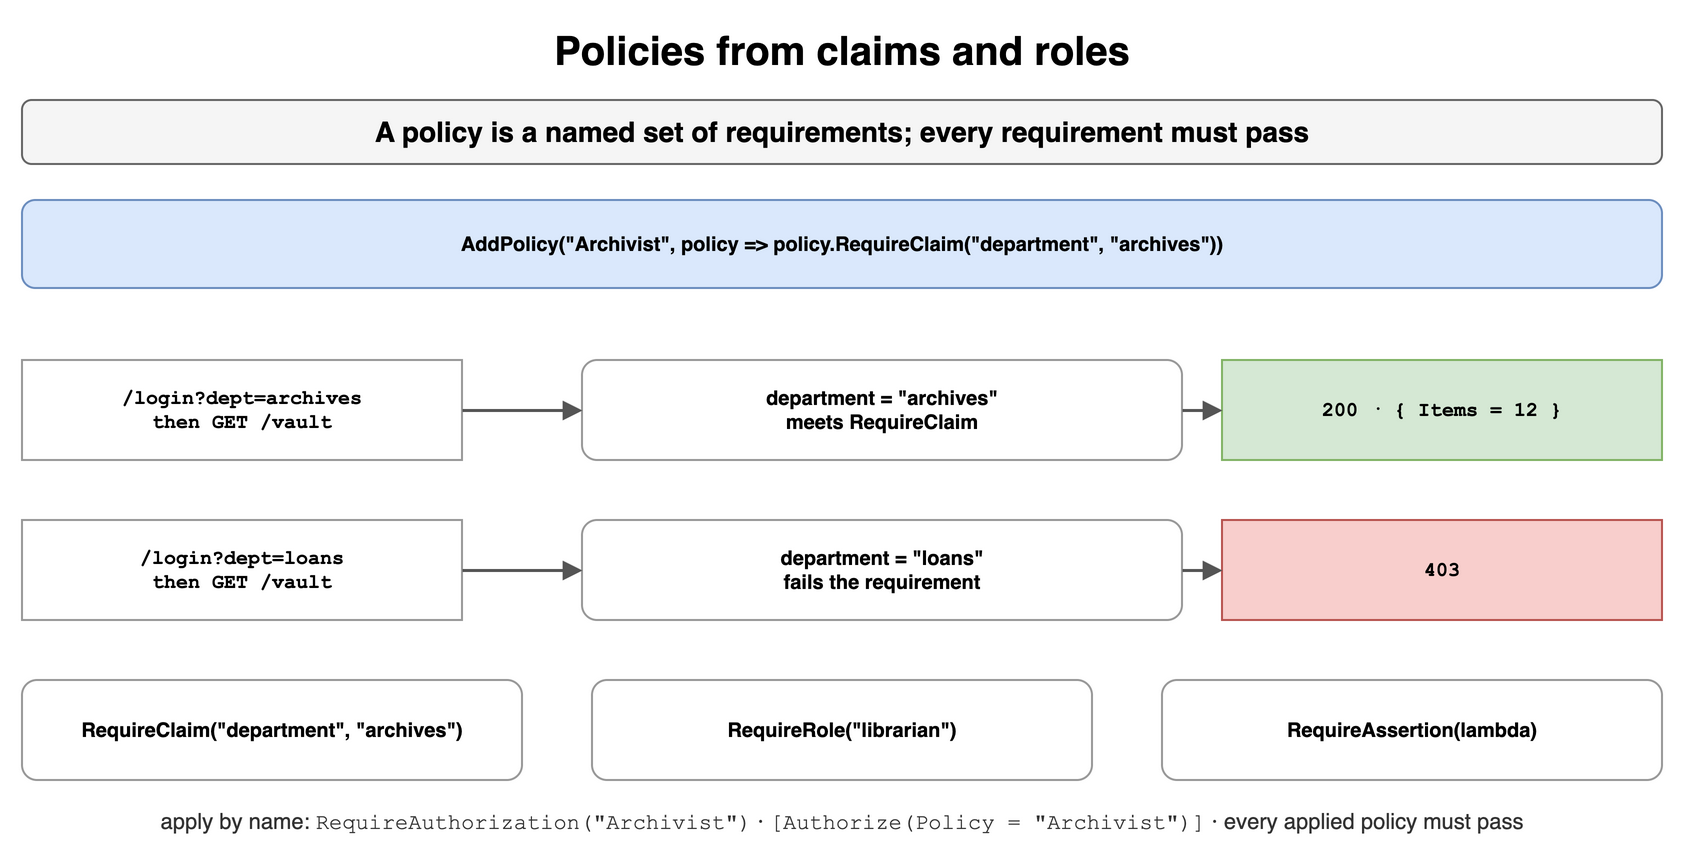 Policies from claims and roles
A policy is a named set of requirements; every requirement must pass
AddPolicy("Archivist", policy => policy.RequireClaim("department", "archives"))
/login?dept=archives
then GET /vault
department = "archives"
meets RequireClaim
200 · { Items = 12 }
/login?dept=loans
then GET /vault
department = "loans"
fails the requirement
403
RequireClaim("department", "archives")
RequireRole("librarian")
RequireAssertion(lambda)
apply by name: RequireAuthorization("Archivist") · [Authorize(Policy = "Archivist")] · every applied policy must pass